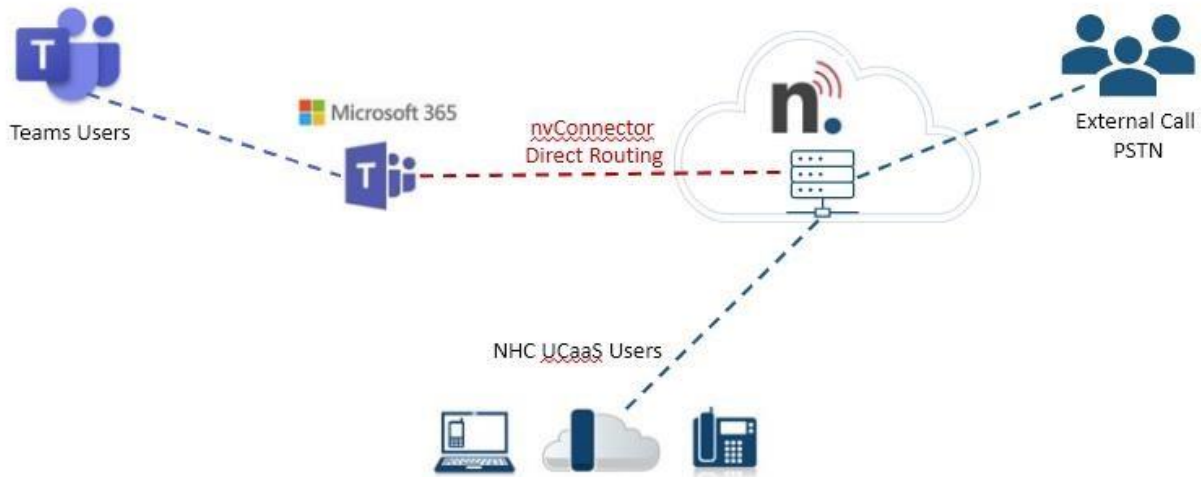 T
Teams Users
Microsoft 365
T
nvConnector
Direct Routing
n.
External Call
PSTN
NHC UCaaS Users